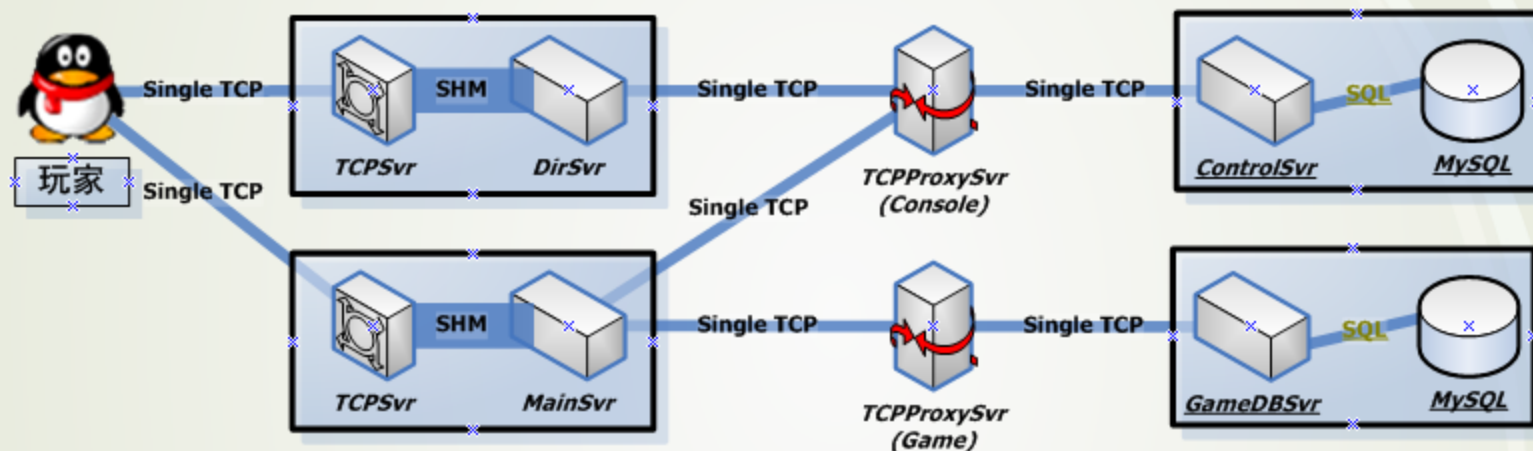 Single TCP
SHM
Single TCP
Single TCP
SQL
TCPSvr
DirSvr
ControlSvr
MySQL
玩家
Single TCP
TCPProxySvr
(Console)
Single TCP
SHM
Single TCP
Single TCP
SQL
TCPSvr
MainSvr
GameDBSvr
MySQL
TCPProxySvr
(Game)